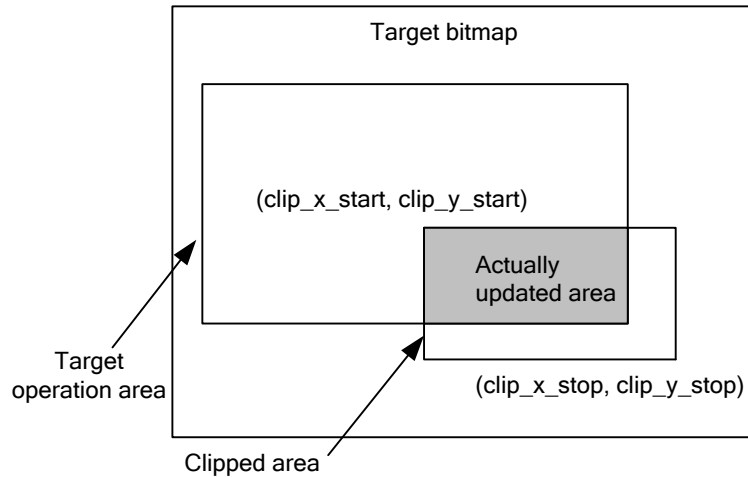 Target bitmap
(clip_x_start, clip_y_start)
Actually
updated area
Target
operation area
(clip_x_stop, clip_y_stop)
Clipped area